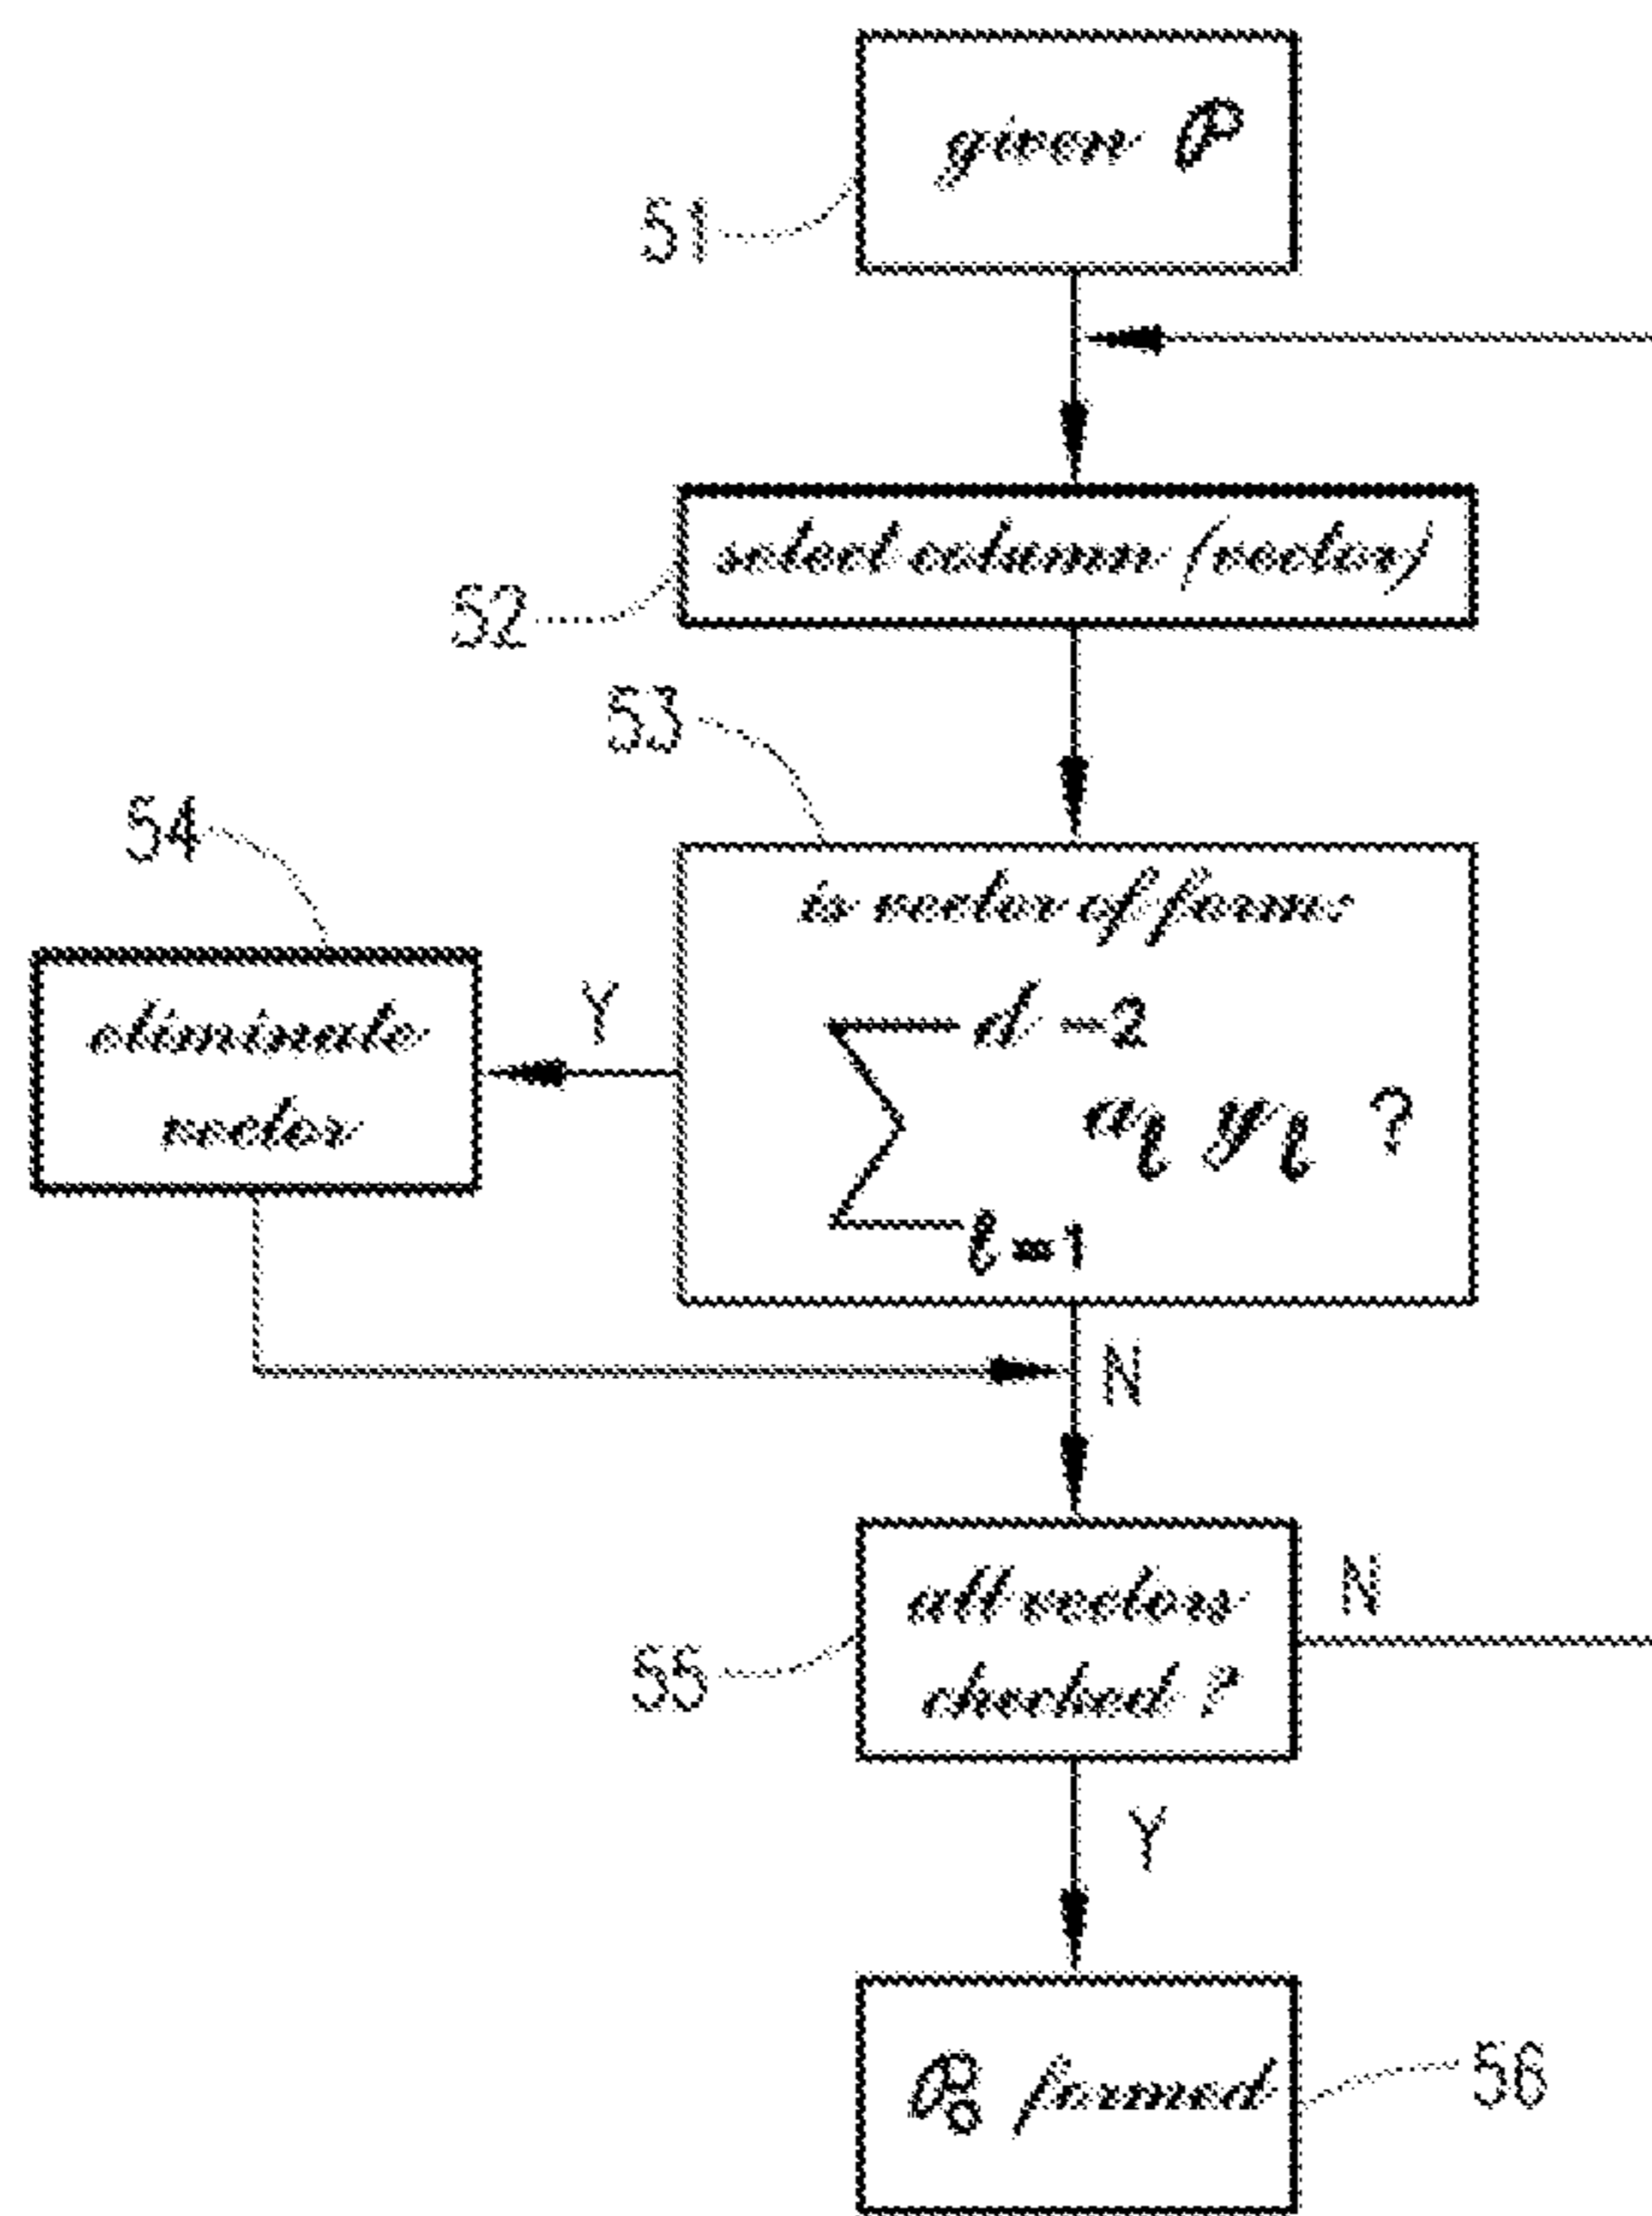 given P
51
select column (vector)
52
53
54
is vector of forms
d-2
Y
eliminate
vector
a_l y_l ?
l=1
N
all vectors
checked ?
N
55
Y
P_0 formed
56